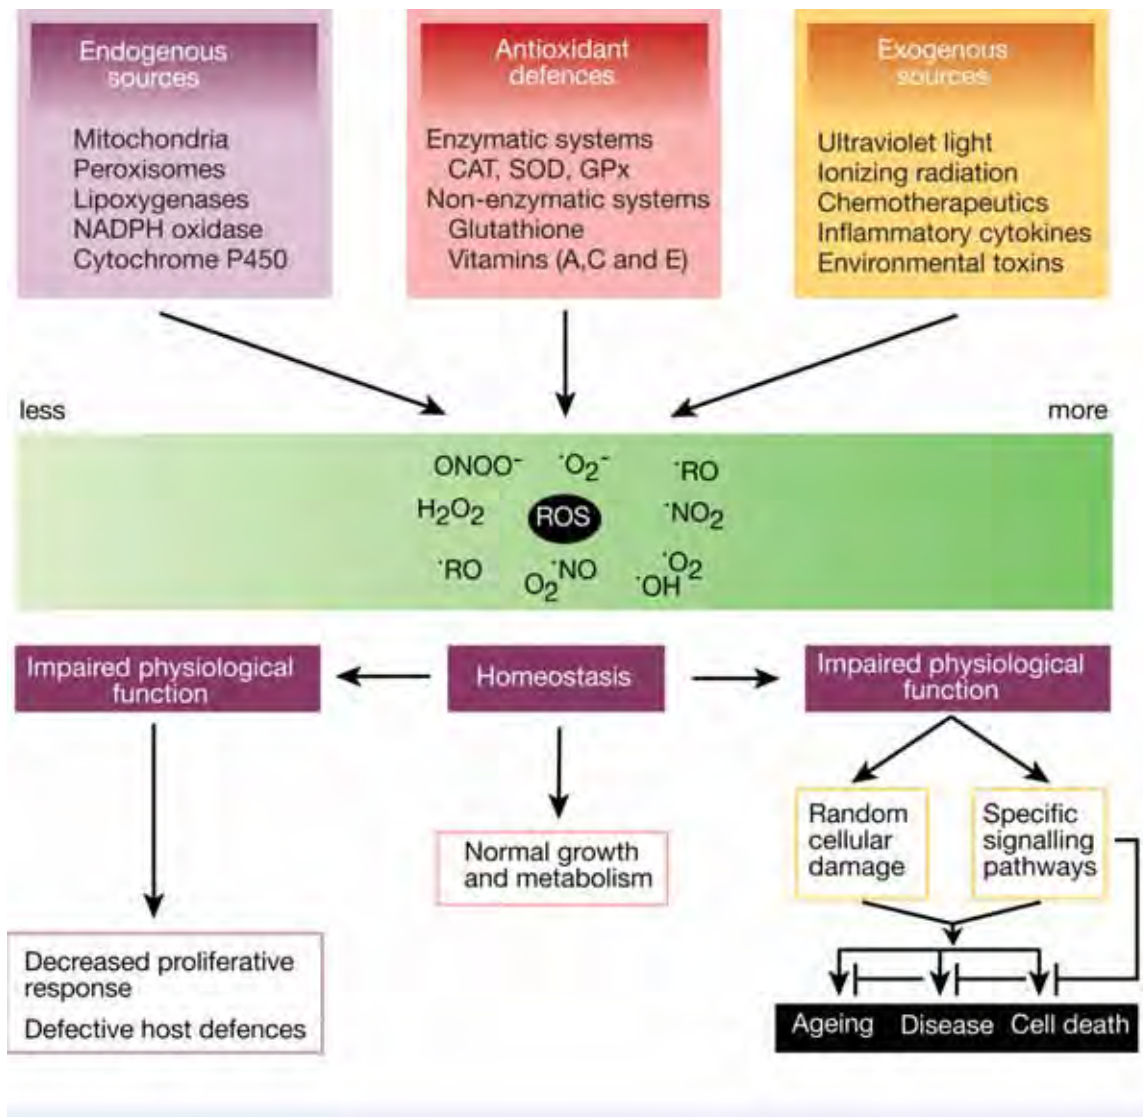 Endogenous
sources
Mitochondria
Peroxisomes
Lipoxygenases
NADPH oxidase
Cytochrome P450
Antioxidant
defences
Enzymatic systems
CAT, SOD, GPx
Non-enzymatic systems
Glutathione
Vitamins (A,C and E)
Exogenous
sources
Ultraviolet light
Ionizing radiation
Chemotherapeutics
Inflammatory cytokines
Environmental toxins
less
more
ONOO⁻ ˙O₂⁻ ˙RO
H₂O₂ ROS ˙NO₂
˙RO O₂ ˙NO ˙OH ˙O₂
Impaired physiological
function
Homeostasis
Impaired physiological
function
Random
cellular
damage
Specific
signalling
pathways
Normal growth
and metabolism
Decreased proliferative
response
Defective host defences
Ageing Disease Cell death